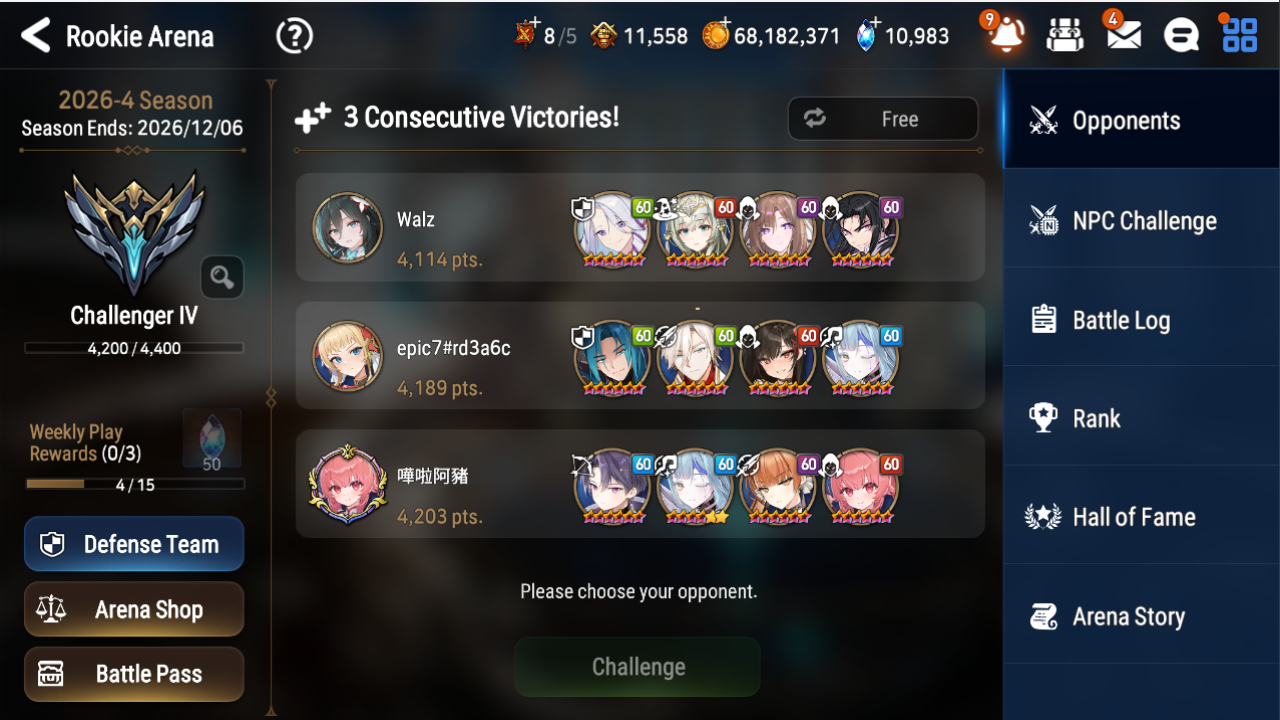 Rookie Arena
?
8/5
11,558
68,182,371
10,983
9
4
2026-4 Season
Season Ends: 2026/12/06
Challenger IV
4,200 / 4,400
Weekly Play
Rewards (0/3)
50
4 / 15
Defense Team
Arena Shop
Battle Pass
3 Consecutive Victories!
Free
Walz
4,114 pts.
60 60 60 60
epic7#rd3a6c
4,189 pts.
60 60 60 60
嗶啦阿豬
4,203 pts.
60 60 60 60
Please choose your opponent.
Challenge
Opponents
N
NPC Challenge
Battle Log
Rank
Hall of Fame
Arena Story